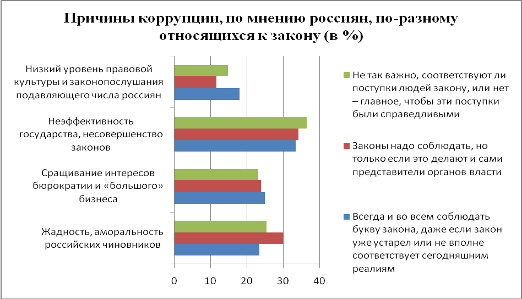 Причины коррупции, по мнению россиян, по-разному
относящихся к закону (в %)
Низкий уровень правовой
культуры и законопослушания
подавляющего числа россиян
Неэффективность
государства, несовершенство
законов
Сращивание интересов
бюрократии и «большого»
бизнеса
Жадность, аморальность
российских чиновников
0 10 20 30 40
Не так важно, соответствуют ли
поступки людей закону, или нет
– главное, чтобы эти поступки
были справедливыми
Законы надо соблюдать, но
только если это делают и сами
представители органов власти
Всегда и во всем соблюдать
букву закона, даже если закон
уже устарел или не вполне
соответствует сегодняшним
реалиям